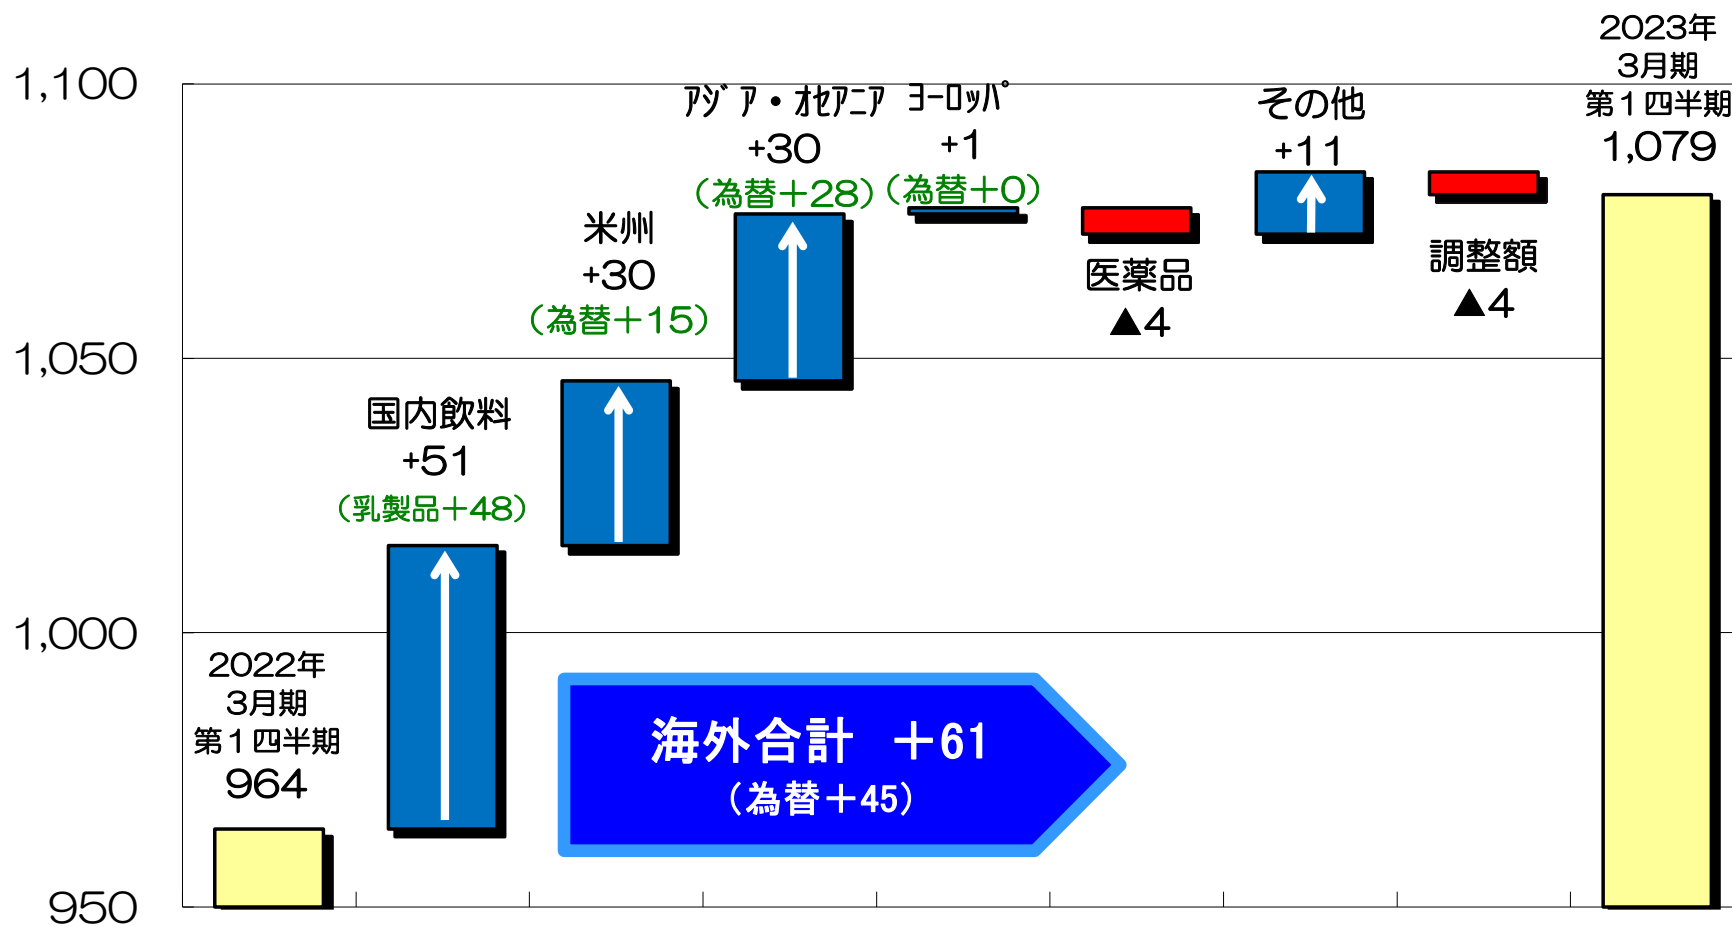 1,100
1,050
1,000
950
2022年
3月期
第1四半期
964
国内飲料
+51
（乳製品＋48）
米州
+30
（為替＋15）
ｱｼﾞｱ・ｵｾｱﾆｱ
+30
（為替＋28）
ﾖｰﾛｯﾊﾟ
+1
（為替＋0）
医薬品
▲4
その他
+11
調整額
▲4
2023年
3月期
第1四半期
1,079
海外合計　＋61
（為替＋45）